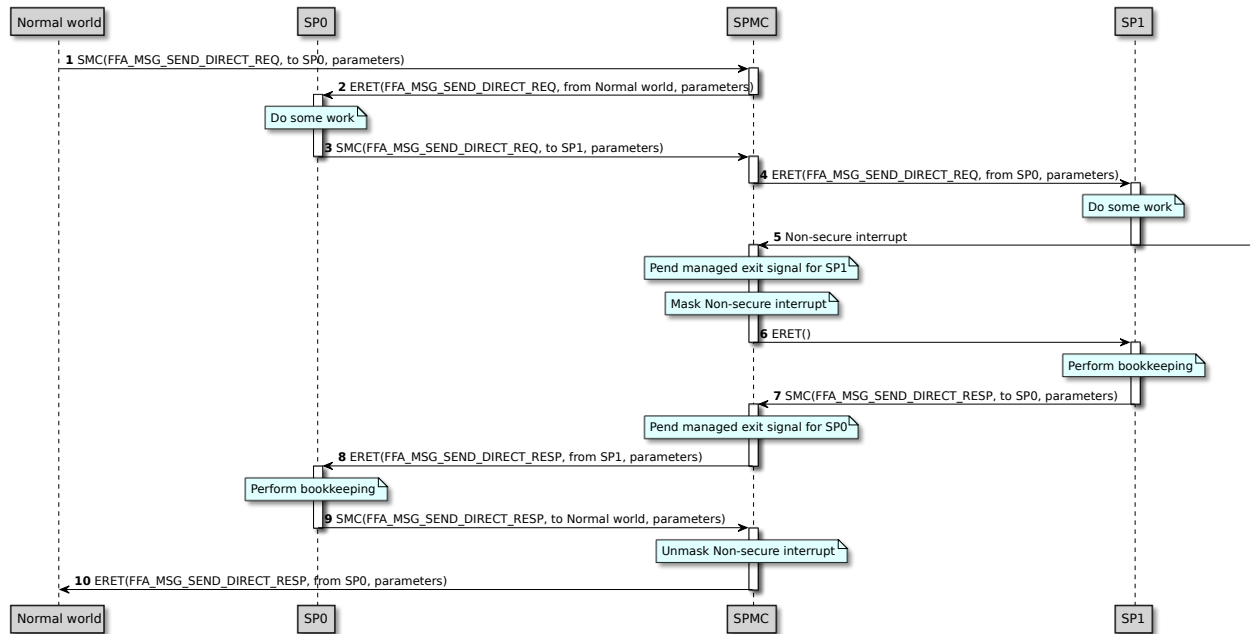 Normal world
SP0
SPMC
SP1
1 SMC(FFA_MSG_SEND_DIRECT_REQ, to SP0, parameters)
2 ERET(FFA_MSG_SEND_DIRECT_REQ, from Normal world, parameters)
Do some work
3 SMC(FFA_MSG_SEND_DIRECT_REQ, to SP1, parameters)
4 ERET(FFA_MSG_SEND_DIRECT_REQ, from SP0, parameters)
Do some work
5 Non-secure interrupt
Pend managed exit signal for SP1
Mask Non-secure interrupt
6 ERET()
Perform bookkeeping
7 SMC(FFA_MSG_SEND_DIRECT_RESP, to SP0, parameters)
Pend managed exit signal for SP0
8 ERET(FFA_MSG_SEND_DIRECT_RESP, from SP1, parameters)
Perform bookkeeping
9 SMC(FFA_MSG_SEND_DIRECT_RESP, to Normal world, parameters)
Unmask Non-secure interrupt
10 ERET(FFA_MSG_SEND_DIRECT_RESP, from SP0, parameters)
Normal world
SP0
SPMC
SP1